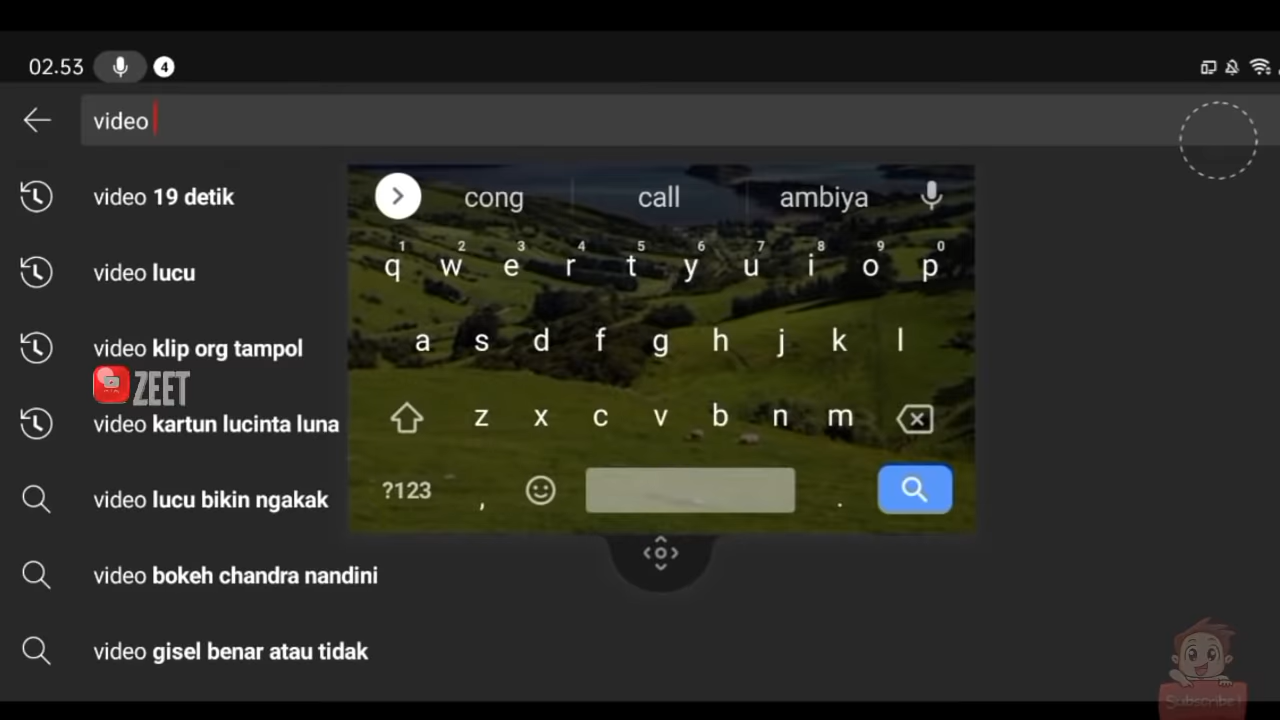 02.53 4
video
video 19 detik
video lucu
video klip org tampol
ZEET
video kartun lucinta luna
video lucu bikin ngakak
video bokeh chandra nandini
video gisel benar atau tidak
cong call ambiya
1 2 3 4 5 6 7 8 9 0
q w e r t y u i o p
a s d f g h j k l
z x c v b n m
?123 , .
Subscribe!